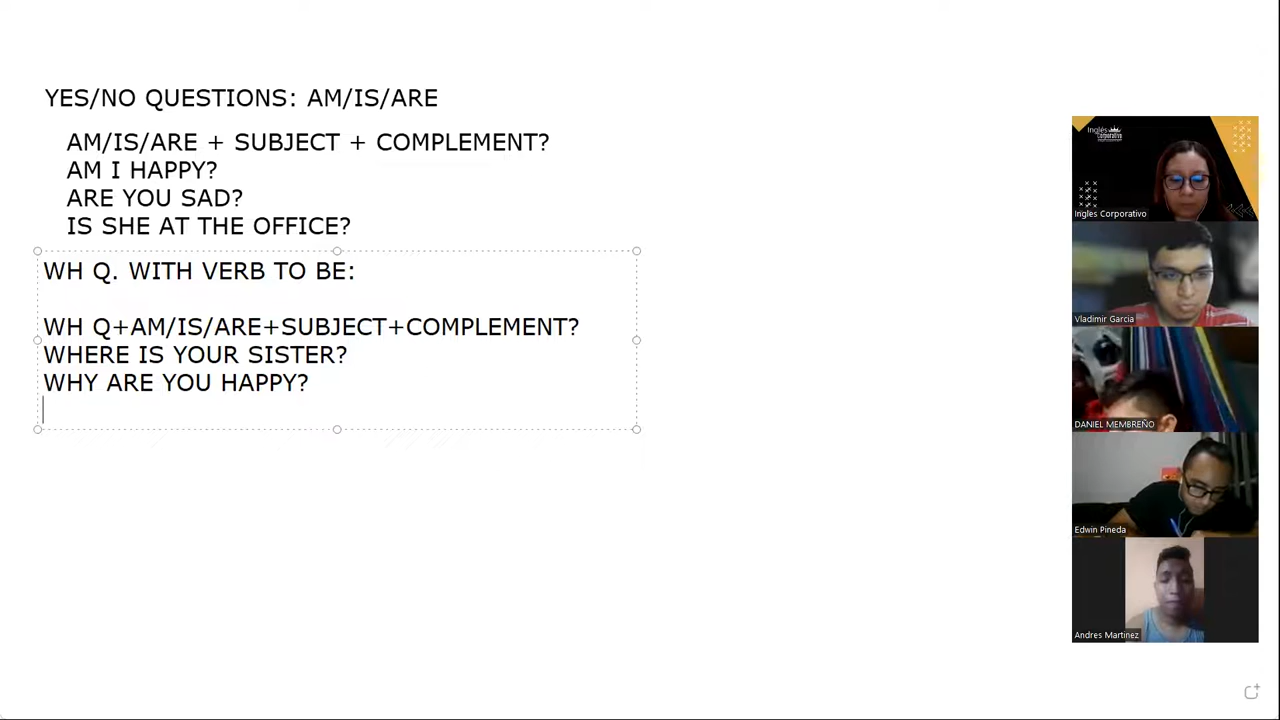 YES/NO QUESTIONS: AM/IS/ARE
AM/IS/ARE + SUBJECT + COMPLEMENT?
AM I HAPPY?
ARE YOU SAD?
IS SHE AT THE OFFICE?
WH Q. WITH VERB TO BE:
WH Q+AM/IS/ARE+SUBJECT+COMPLEMENT?
WHERE IS YOUR SISTER?
WHY ARE YOU HAPPY?
Inglés
Corporativo
Ingles Corporativo
Vladimir Garcia
DANIEL MEMBREÑO
Edwin Pineda
Andres Martinez